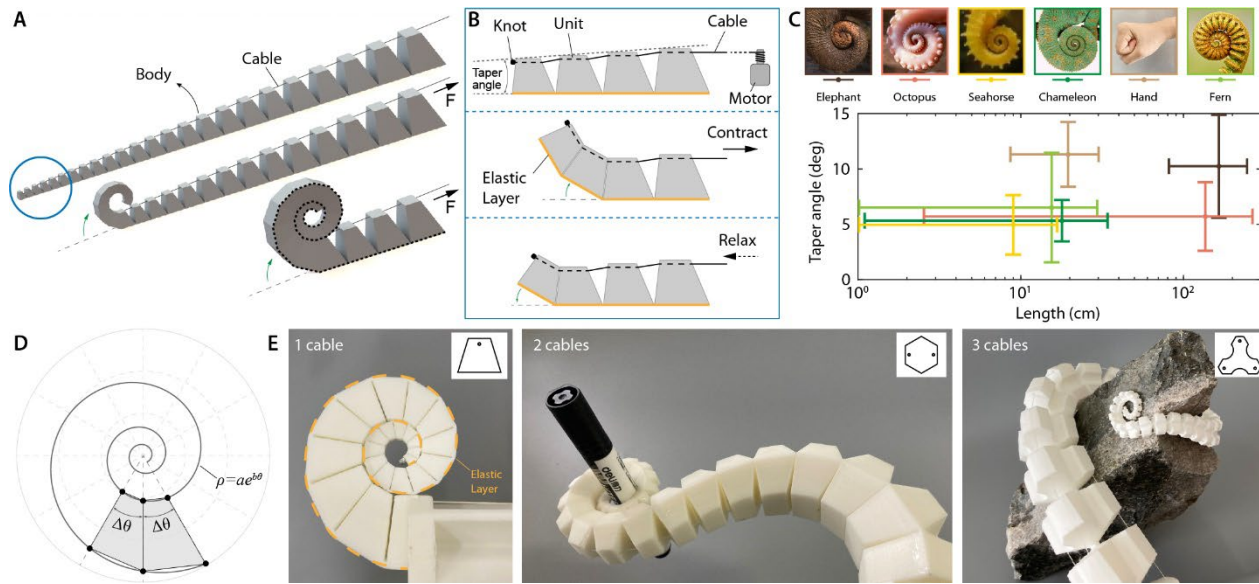 A
Body
Cable
F
F
F
B
Knot
Unit
Cable
Taper
angle
Motor
Contract
Elastic
Layer
Relax
C
Elephant
Octopus
Seahorse
Chameleon
Hand
Fern
Taper angle (deg)
15
10
5
0
10⁰
10¹
10²
Length (cm)
D
ρ=ae^{bθ}
Δθ
Δθ
E
1 cable
Elastic
Layer
2 cables
deli
3 cables